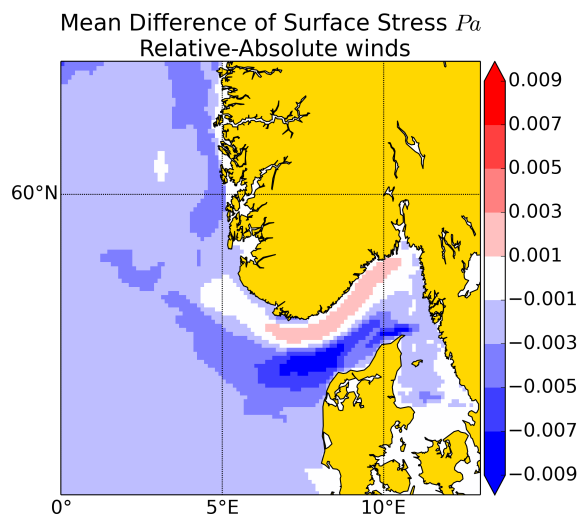 Mean Difference of Surface Stress Pa
Relative-Absolute winds
0.009
0.007
0.005
60°N
0.003
0.001
−0.001
−0.003
−0.005
−0.007
−0.009
0° 5°E 10°E